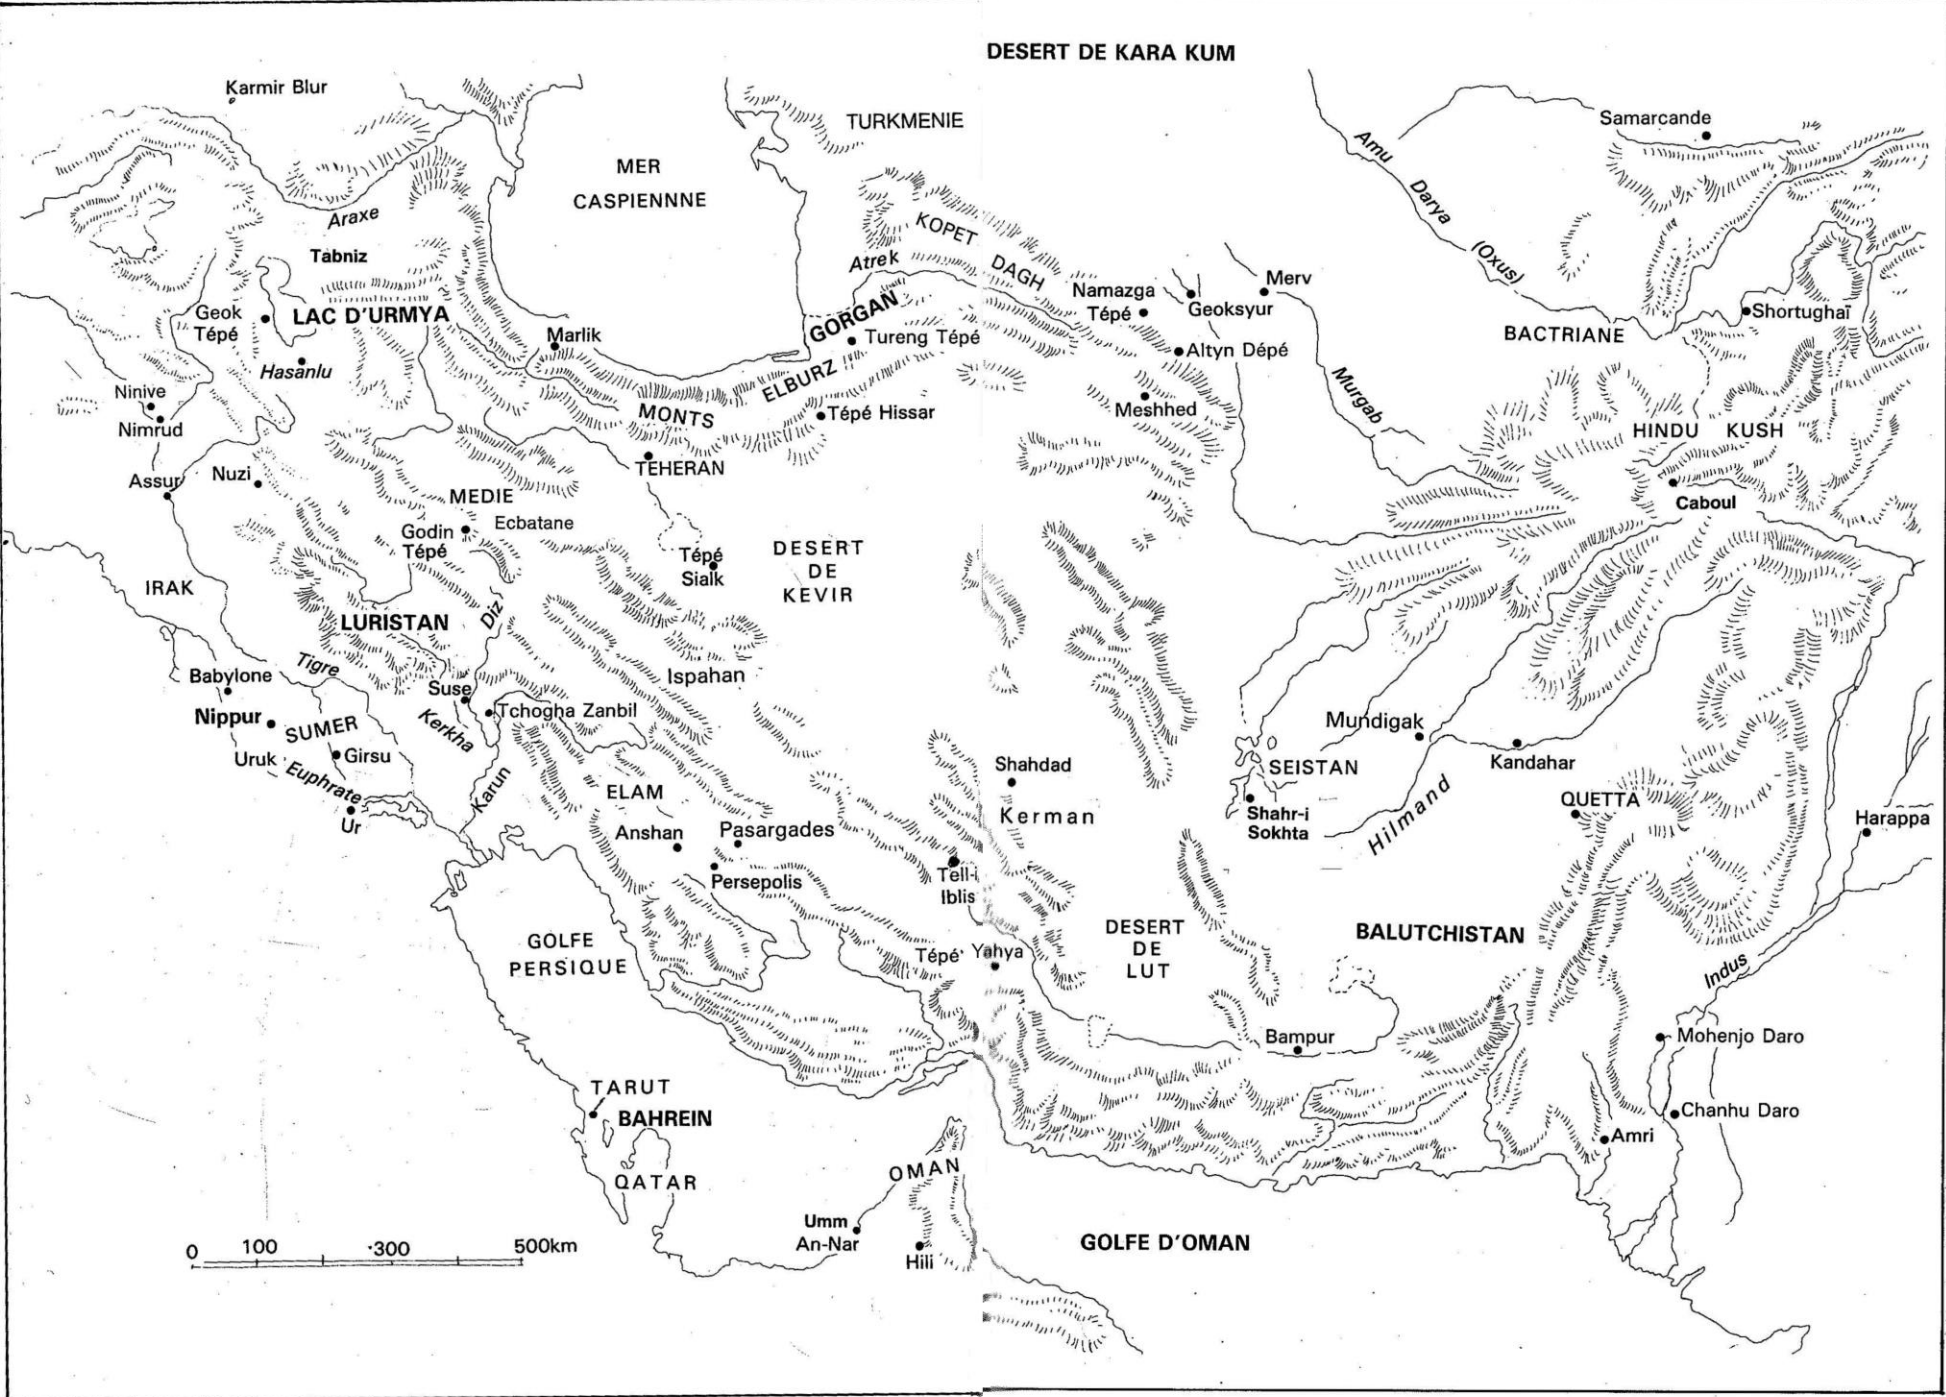 DESERT DE KARA KUM
Karmir Blur
TURKMENIE
Samarcande
MER
CASPIENNNE
Amu
Darya
(Oxus)
Araxe
Tabniz
KOPET
DAGH
Atrek
Namazga
Tépé
Geoksyur
Merv
Shortughaï
BACTRIANE
Geok
Tépé
LAC D'URMYA
GORGAN
Tureng Tépé
Altyn Dépé
Marlik
Hasanlu
MONTS
ELBURZ
Murgab
Ninive
Nimrud
Tépé Hissar
Meshhed
HINDU KUSH
TEHERAN
Assur
Nuzi
MEDIE
Caboul
Godin
Tépé
Ecbatane
Tépé
Sialk
DESERT
DE
KEVIR
IRAK
LURISTAN
Diz
Tigre
Babylone
Suse
Ispahan
Nippur
SUMER
Kerkha
Tchogha Zanbil
Mundigak
Uruk
Girsu
Kandahar
Euphrate
Karun
ELAM
Shahdad
SEISTAN
Ur
Kerman
Shahr-i
Sokhta
Hilmand
QUETTA
Harappa
Anshan
Pasargades
Persepolis
Tell-i
Iblis
GOLFE
PERSIQUE
Tépé Yahya
DESERT
DE
LUT
BALUTCHISTAN
Indus
Bampur
Mohenjo Daro
TARUT
BAHREIN
Chanhu Daro
Amri
QATAR
OMAN
Umm
An-Nar
Hili
GOLFE D'OMAN
0 100 300 500km